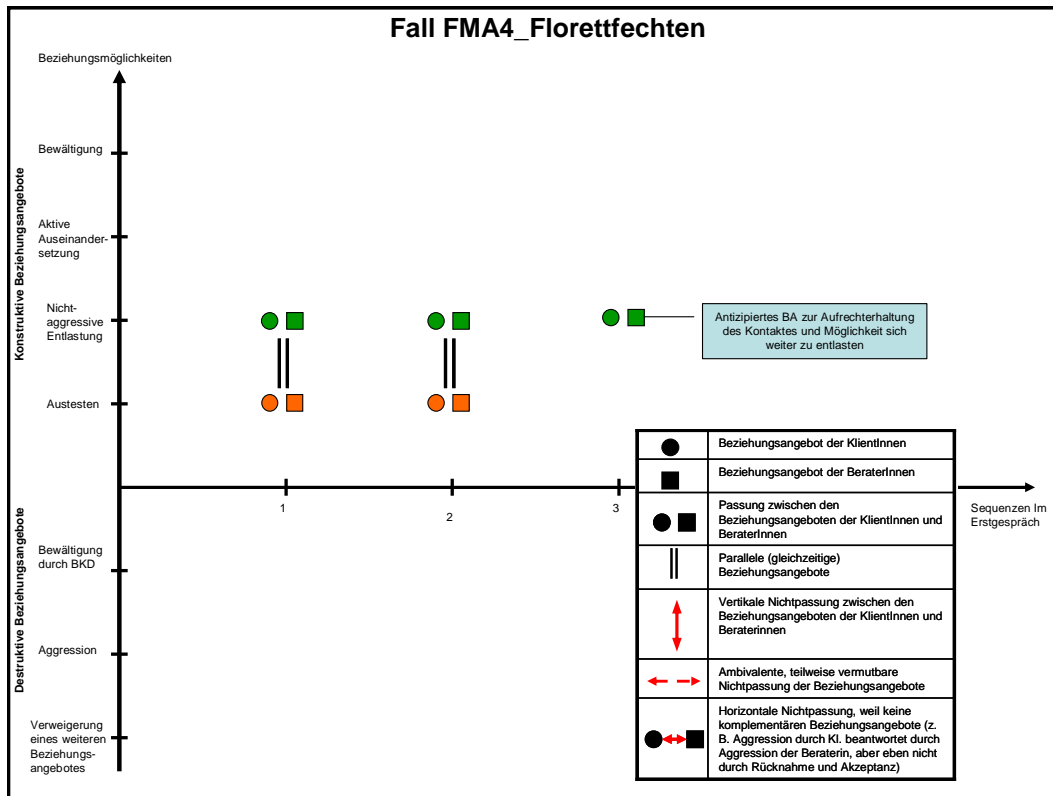 Fall FMA4_Florettfechten
Beziehungsmöglichkeiten
Konstruktive Beziehungsangebote
Bewältigung
Aktive
Auseinander-
setzung
Nicht-
aggressive
Entlastung
Austesten
Antizipiertes BA zur Aufrechterhaltung
des Kontaktes und Möglichkeit sich
weiter zu entlasten
1
2
3
Sequenzen Im
Erstgespräch
Destruktive Beziehungsangebote
Bewältigung
durch BKD
Aggression
Verweigerung
eines weiteren
Beziehungs-
angebotes
Beziehungsangebot der KlientInnen
Beziehungsangebot der BeraterInnen
Passung zwischen den
Beziehungsangeboten der KlientInnen und
BeraterInnen
Parallele (gleichzeitige)
Beziehungsangebote
Vertikale Nichtpassung zwischen den
Beziehungsangeboten der KlientInnen und
Beraterinnen
Ambivalente, teilweise vermutbare
Nichtpassung der Beziehungsangebote
Horizontale Nichtpassung, weil keine
komplementären Beziehungsangebote (z.
B. Aggression durch Kl. beantwortet durch
Aggression der Beraterin, aber eben nicht
durch Rücknahme und Akzeptanz)